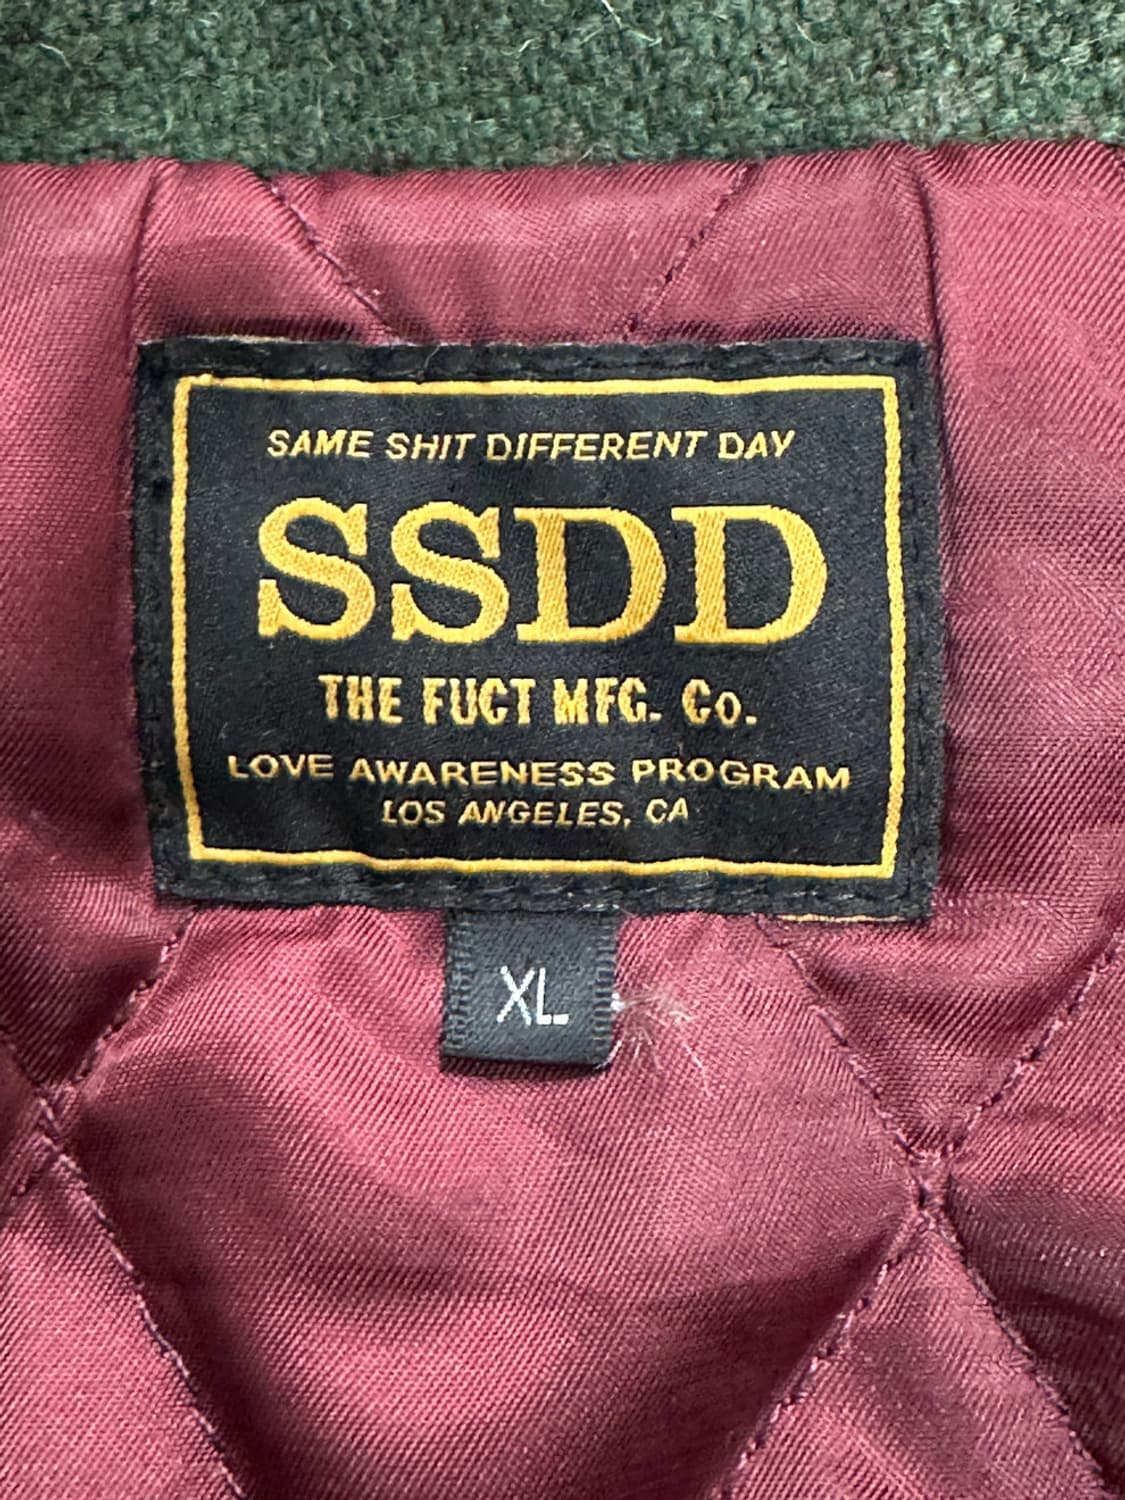 SAME SHIT DIFFERENT DAY
SSDD
THE FUCT MFG. Co.
LOVE AWARENESS PROGRAM
LOS ANGELES, CA
XL